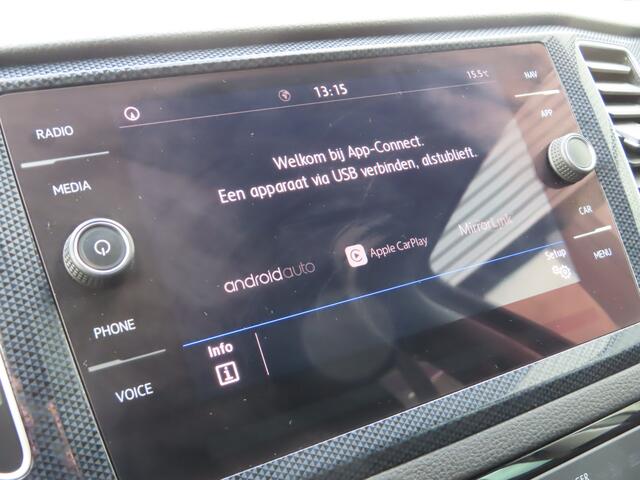 13:15
15.5°C
NAV
RADIO
APP
MEDIA
Welkom bij App-Connect.
Een apparaat via USB verbinden, alstublieft.
androidauto
Apple CarPlay
MirrorLink
CAR
MENU
Setup
PHONE
Info
VOICE